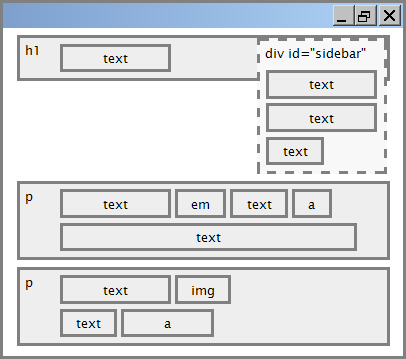 h1 text
div id="sidebar"
text
text
text
p text em text a
text
p text img
text a